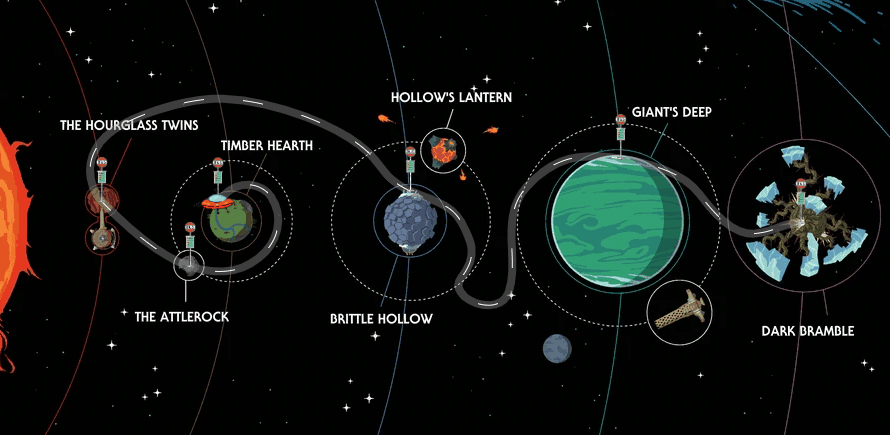 HOLLOW'S LANTERN
GIANT'S DEEP
THE HOURGLASS TWINS
TIMBER HEARTH
THE ATTLEROCK
BRITTLE HOLLOW
DARK BRAMBLE